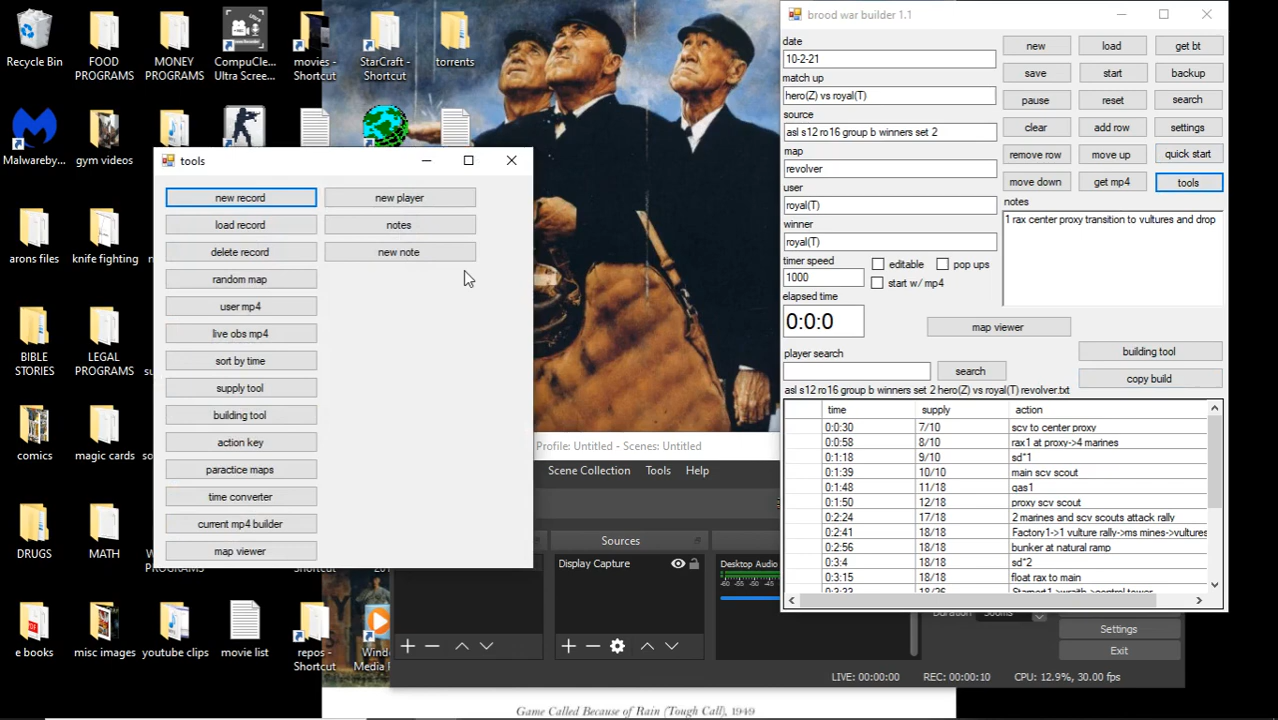 Recycle Bin
FOOD PROGRAMS
MONEY PROGRAMS
CompuCle... Ultra Scree...
movies - Shortcut
StarCraft - Shortcut
torrents
Malwareby...
gym videos
arons files
knife fighting
BIBLE STORIES
LEGAL PROGRAMS
comics
magic cards
DRUGS
MATH
e books
misc images
youtube clips
movie list
repos - Shortcut
tools
new record
new player
load record
notes
delete record
new note
random map
user mp4
live obs mp4
sort by time
supply tool
building tool
action key
paractice maps
time converter
current mp4 builder
map viewer
Profile: Untitled - Scenes: Untitled
Scene Collection
Tools
Help
Sources
Display Capture
Desktop Audio
Settings
Exit
LIVE: 00:00:00
REC: 00:00:10
CPU: 12.9%, 30.00 fps
Game Called Because of Rain (Tough Call), 1949
brood war builder 1.1
date
10-2-21
match up
hero(Z) vs royal(T)
source
asl s12 ro16 group b winners set 2
map
revolver
user
royal(T)
winner
royal(T)
timer speed
1000
editable
pop ups
start w/ mp4
elapsed time
0:0:0
new
load
get bt
save
start
backup
pause
reset
search
clear
add row
settings
remove row
move up
quick start
move down
get mp4
tools
notes
1 rax center proxy transition to vultures and drop
map viewer
player search
search
building tool
copy build
asl s12 ro16 group b winners set 2 hero(Z) vs royal(T) revolver.txt
time supply action
0:0:30 7/10 scv to center proxy
0:0:58 8/10 rax1 at proxy->4 marines
0:1:18 9/10 sd*1
0:1:39 10/10 main scv scout
0:1:48 11/18 gas1
0:1:50 12/18 proxy scv scout
0:2:24 17/18 2 marines and scv scouts attack rally
0:2:41 18/18 Factory1->1 vulture rally->ms mines->vultures
0:2:56 18/18 bunker at natural ramp
0:3:4 18/18 sd*2
0:3:15 18/18 float rax to main